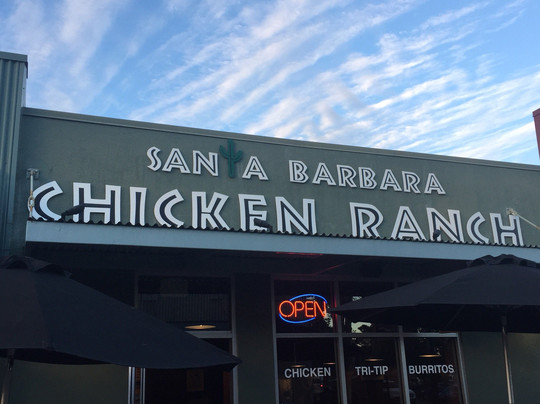 SANTA BARBARA
CHICKEN RANCH
OPEN
CHICKEN TRI-TIP BURRITOS